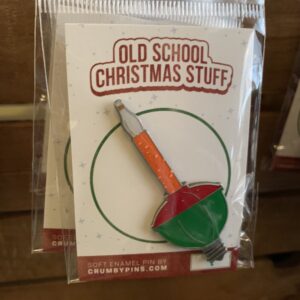 OLD SCHOOL
CHRISTMAS STUFF
SOFT ENAMEL PIN BY
CRUMBYPINS.COM